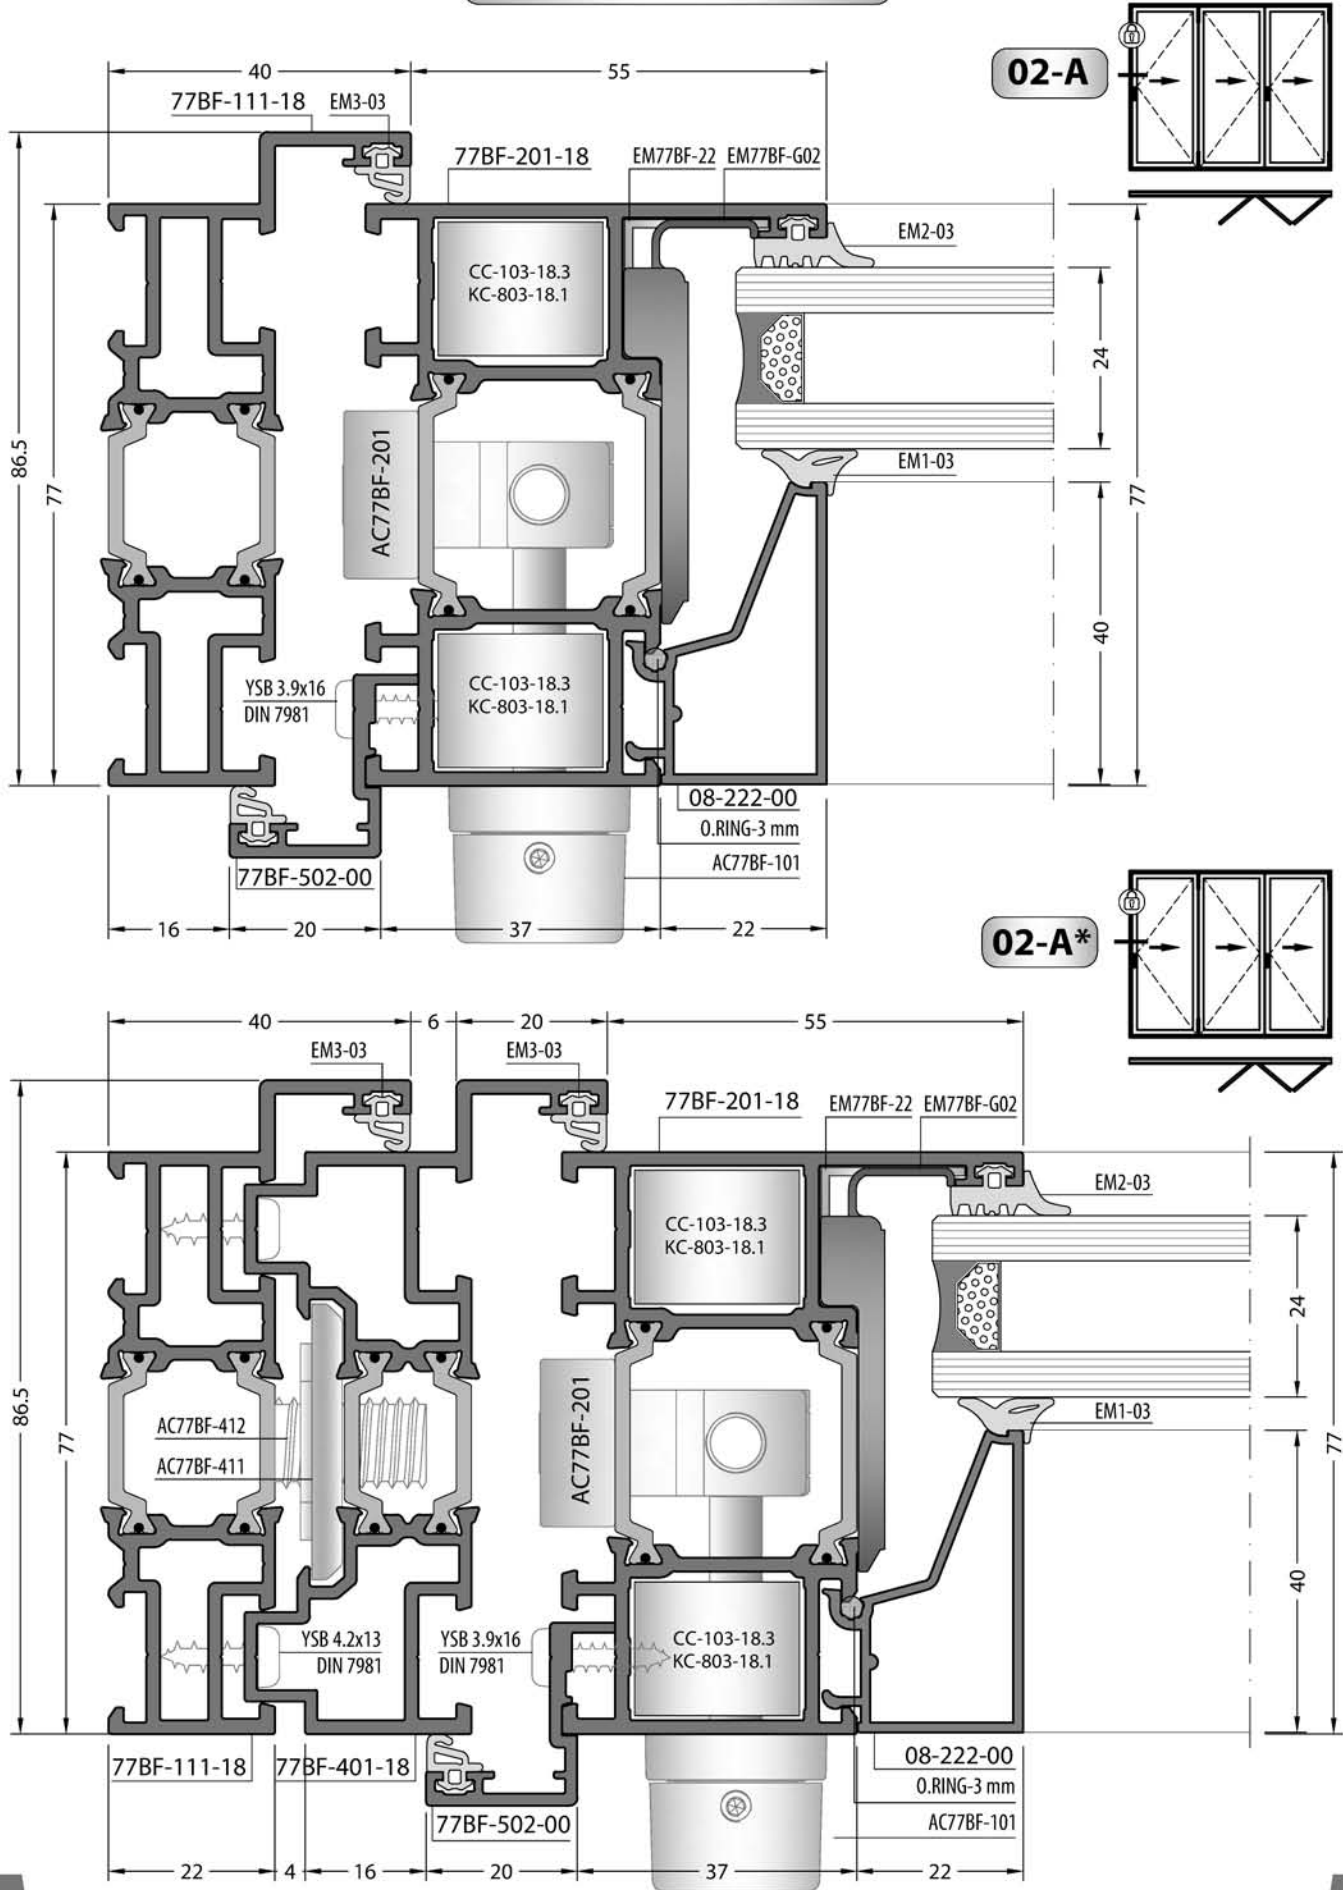 02-A
40
55
77BF-111-18
EM3-03
77BF-201-18
EM77BF-22
EM77BF-G02
EM2-03
CC-103-18.3
KC-803-18.1
24
86.5
77
AC77BF-201
EM1-03
77
40
YSB 3.9x16
DIN 7981
CC-103-18.3
KC-803-18.1
08-222-00
O.RING-3 mm
AC77BF-101
77BF-502-00
16
20
37
22
02-A*
40
6
20
55
EM3-03
EM3-03
77BF-201-18
EM77BF-22
EM77BF-G02
EM2-03
CC-103-18.3
KC-803-18.1
24
86.5
77
AC77BF-412
AC77BF-411
AC77BF-201
EM1-03
77
40
YSB 4.2x13
DIN 7981
YSB 3.9x16
DIN 7981
CC-103-18.3
KC-803-18.1
77BF-111-18
77BF-401-18
08-222-00
O.RING-3 mm
77BF-502-00
AC77BF-101
22
4
16
20
37
22